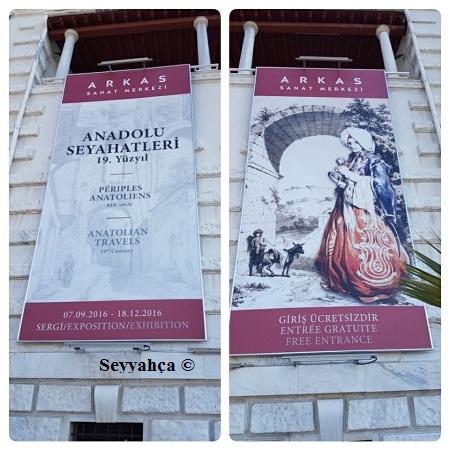 ARKAS
SANAT MERKEZİ
ANADOLU
SEYAHATLERİ
19. Yüzyıl
PÉRIPLES
ANATOLIENS
XIXe siècle
ANATOLIAN
TRAVELS
19th Century
07.09.2016 - 18.12.2016
SERGİ/EXPOSITION/EXHIBITION
Seyyahça ©
ARKAS
SANAT MERKEZİ
GİRİŞ ÜCRETSİZDİR
ENTRÉE GRATUITE
FREE ENTRANCE